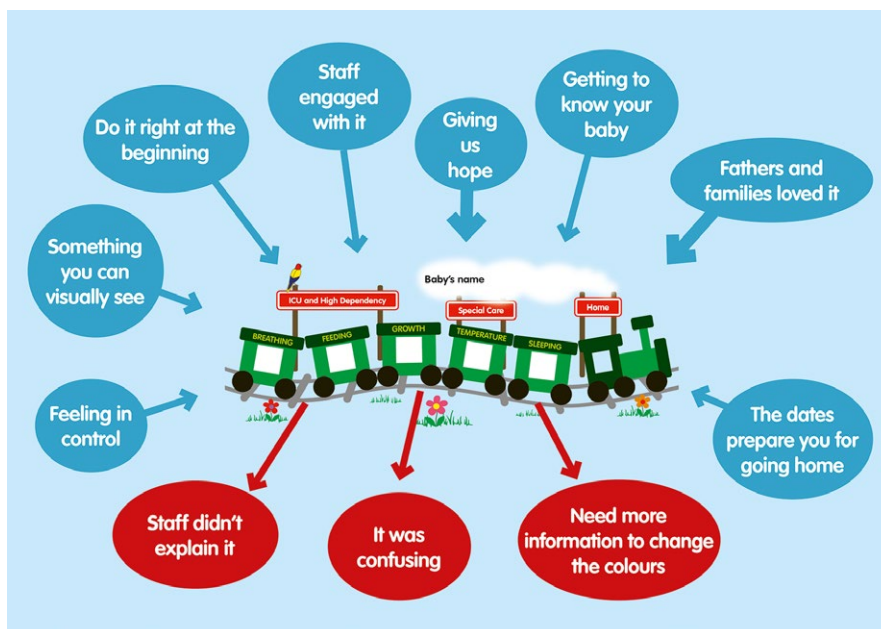 Staff
engaged
with it
Getting to
know your
baby
Do it right at the
beginning
Giving
us
hope
Fathers and
families loved it
Something
you can
visually see
Baby's name
ICU and High Dependency
Special Care
Home
BREATHING
FEEDING
GROWTH
TEMPERATURE
SLEEPING
Feeling in
control
The dates
prepare you for
going home
Staff didn't
explain it
It was
confusing
Need more
information to change
the colours